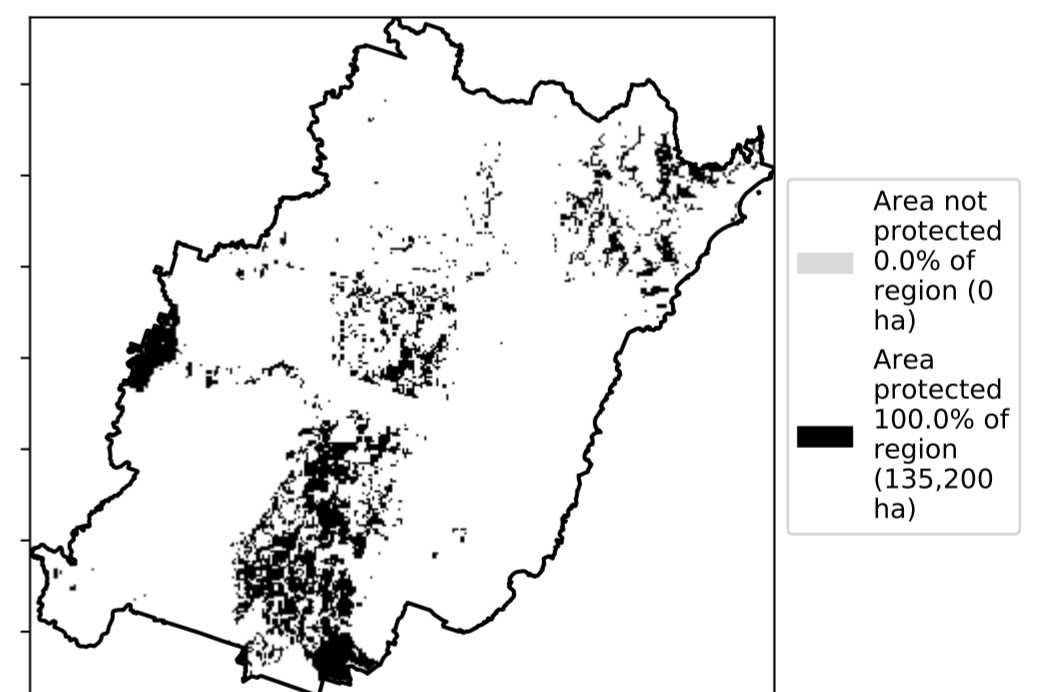 Area not
protected
0.0% of
region (0
ha)
Area
protected
100.0% of
region
(135,200
ha)